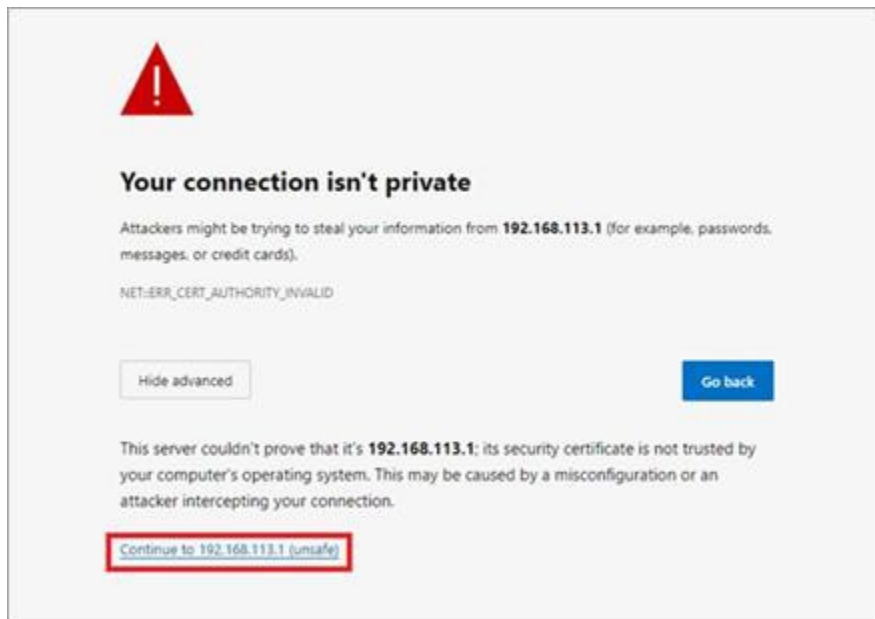 Your connection isn't private
Attackers might be trying to steal your information from 192.168.113.1 (for example, passwords,
messages, or credit cards).
NET::ERR_CERT_AUTHORITY_INVALID
Hide advanced
Go back
This server couldn't prove that it's 192.168.113.1; its security certificate is not trusted by
your computer's operating system. This may be caused by a misconfiguration or an
attacker intercepting your connection.
Continue to 192.168.113.1 (unsafe)